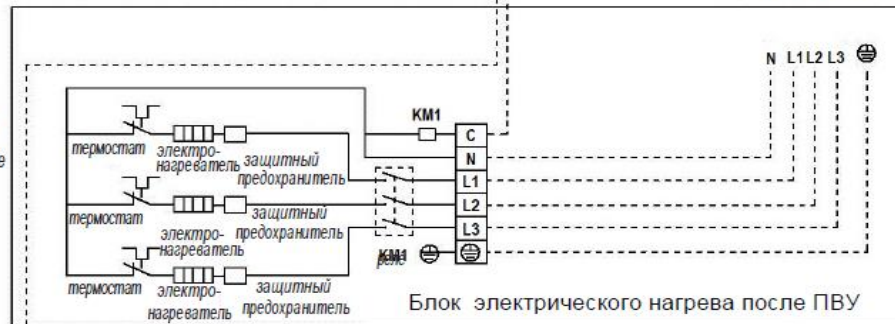 N L1 L2 L3
KM1
C
термостат
электро-
нагреватель
защитный
предохранитель
N
L1
термостат
электро-
нагреватель
защитный
предохранитель
L2
L3
KM1
реле
термостат
электро-
нагреватель
защитный
предохранитель
е
Блок электрического нагрева после ПВУ